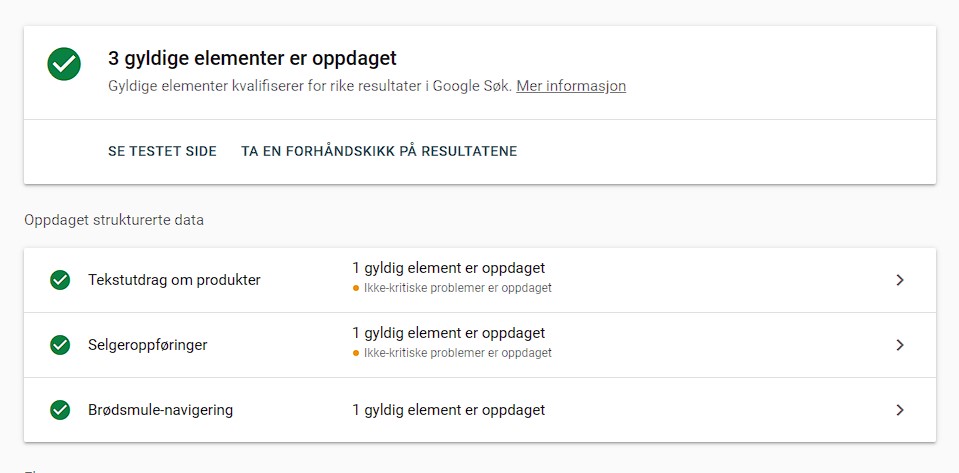 3 gyldige elementer er oppdaget
Gyldige elementer kvalifiserer for rike resultater i Google Søk. Mer informasjon
SE TESTET SIDE TA EN FORHÅNDSKIKK PÅ RESULTATENE
Oppdaget strukturerte data
Tekstutdrag om produkter
1 gyldig element er oppdaget
Ikke-kritiske problemer er oppdaget
Selgeroppføringer
1 gyldig element er oppdaget
Ikke-kritiske problemer er oppdaget
Brødsmule-navigering
1 gyldig element er oppdaget